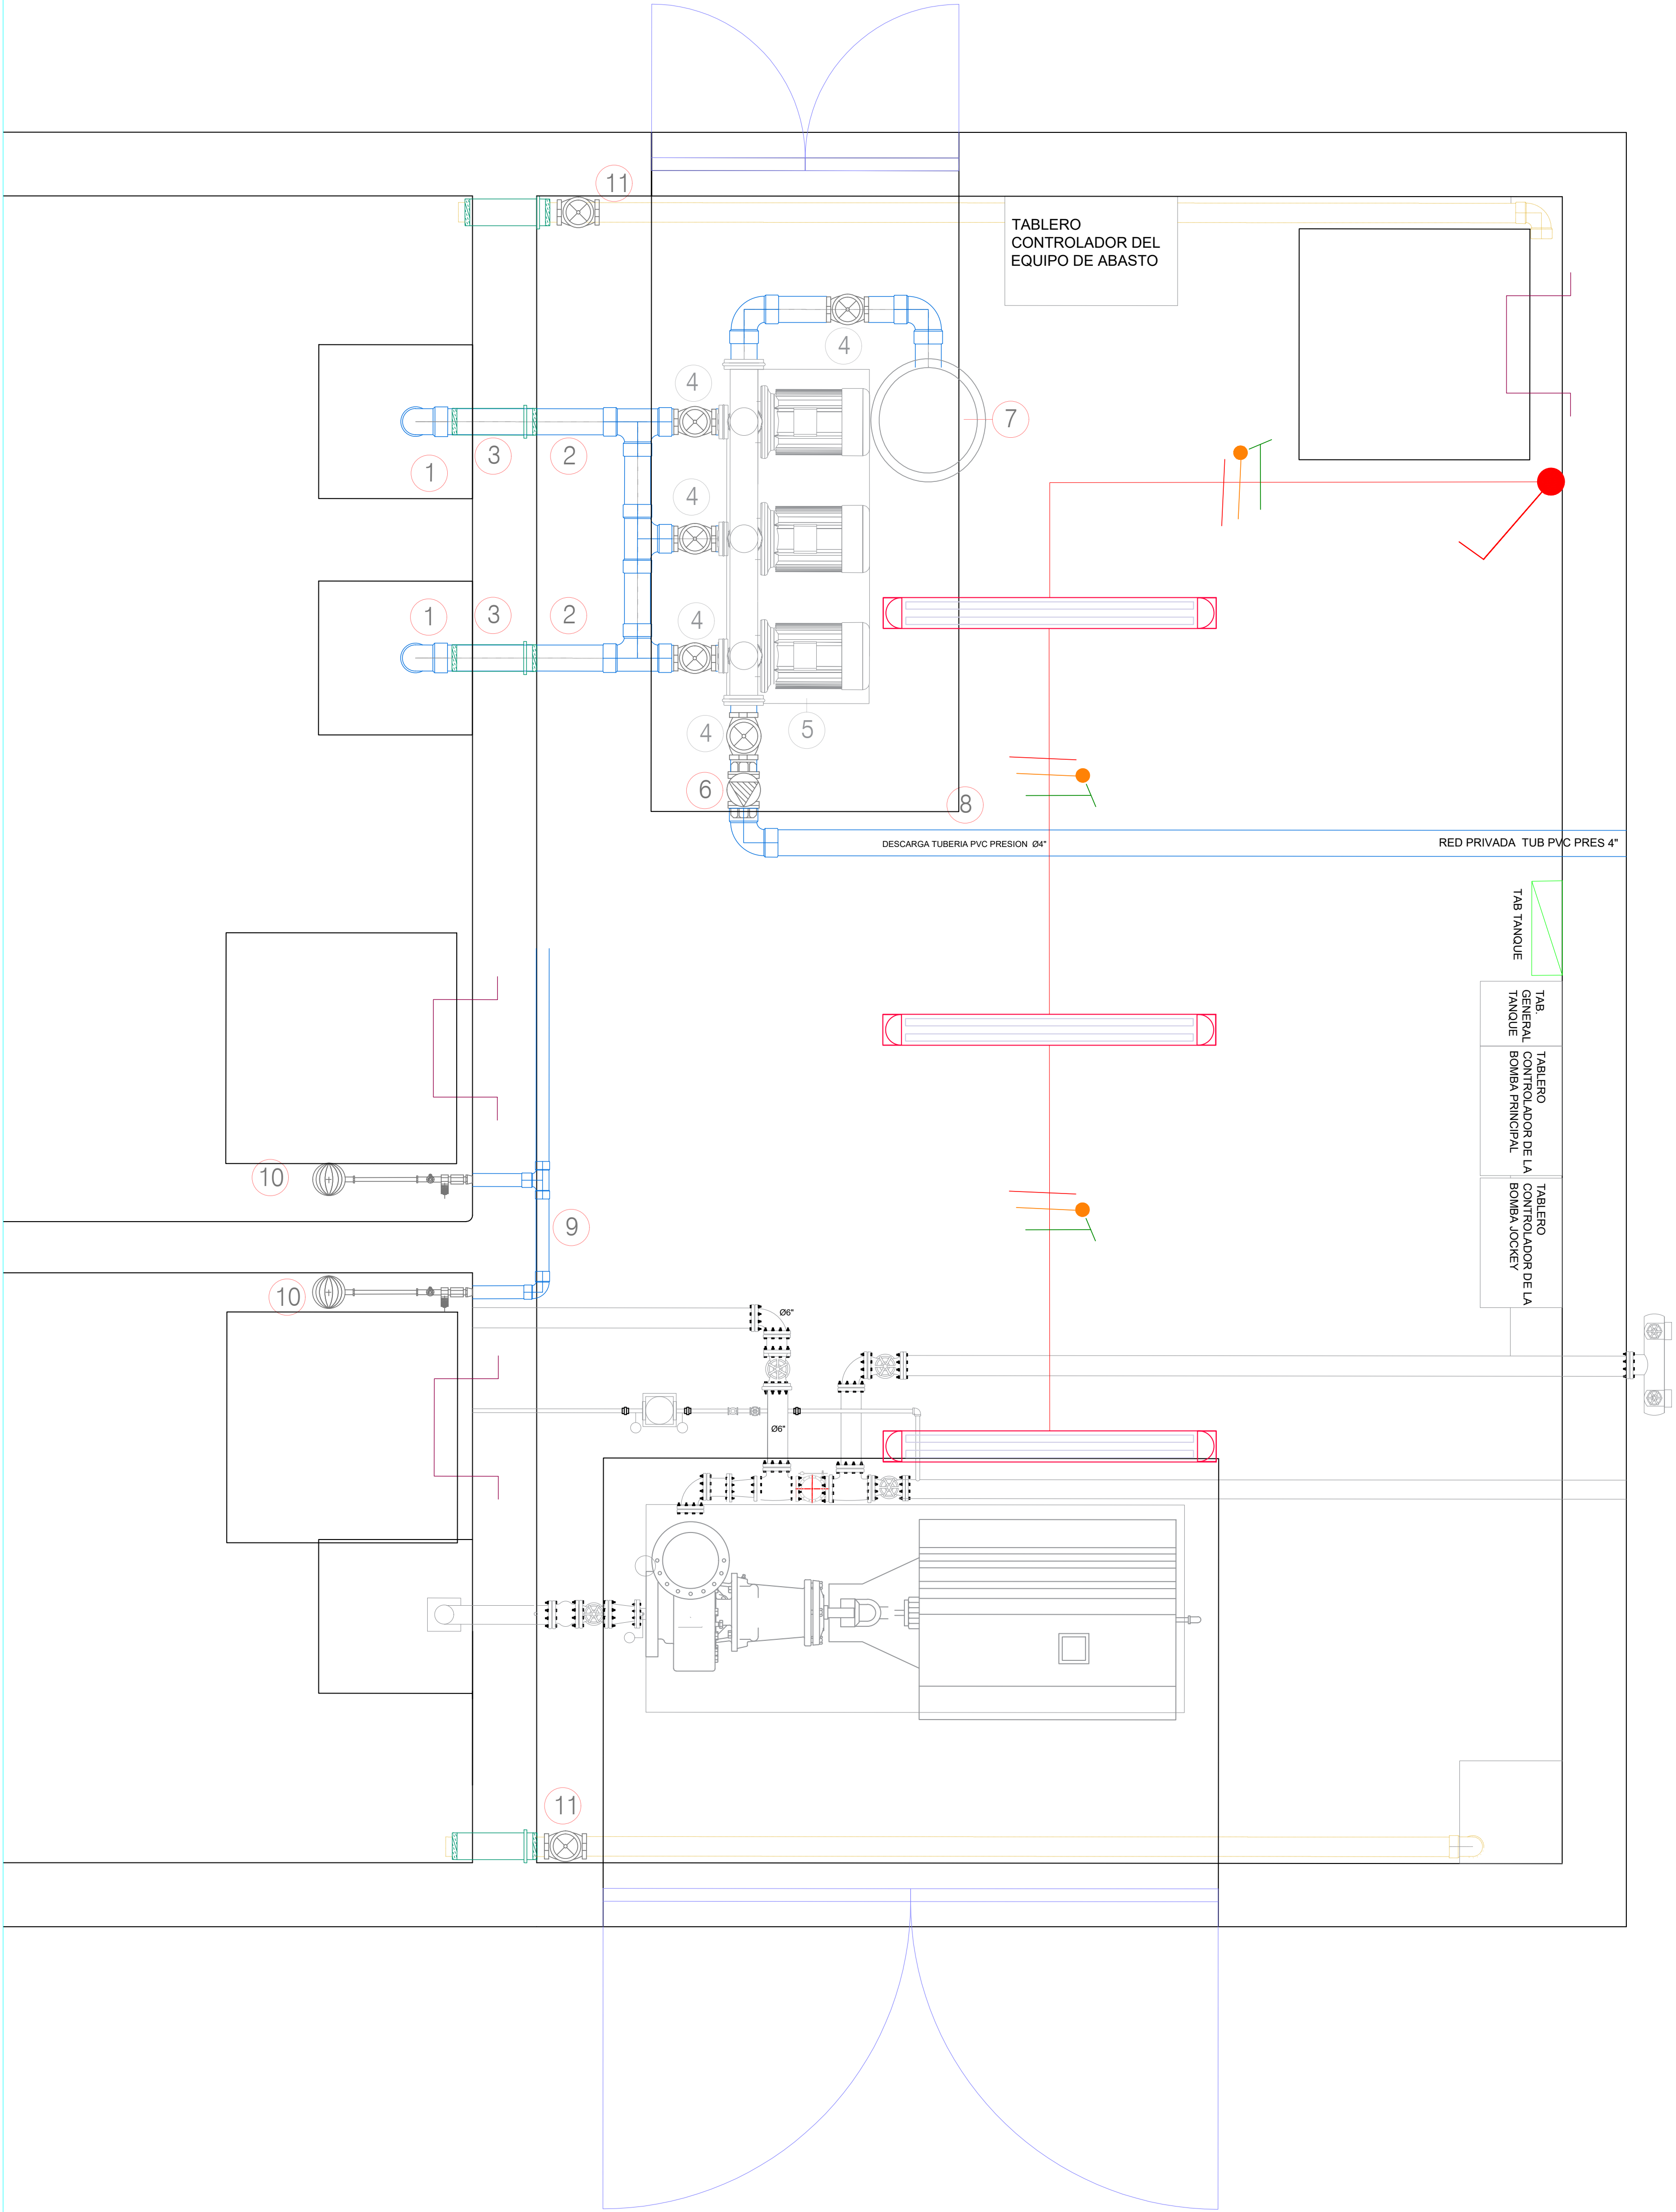 11
TABLERO
CONTROLADOR DEL
EQUIPO DE ABASTO
4
4
7
1
3
2
4
1
3
2
4
4
5
6
8
DESCARGA TUBERIA PVC PRESION Ø4"
RED PRIVADA TUB PVC PRES 4"
TAB TANQUE
TAB.
GENERAL
TANQUE
TABLERO
CONTROLADOR DE LA
BOMBA PRINCIPAL
TABLERO
CONTROLADOR DE LA
BOMBA JOCKEY
10
9
10
Ø6"
Ø6"
11